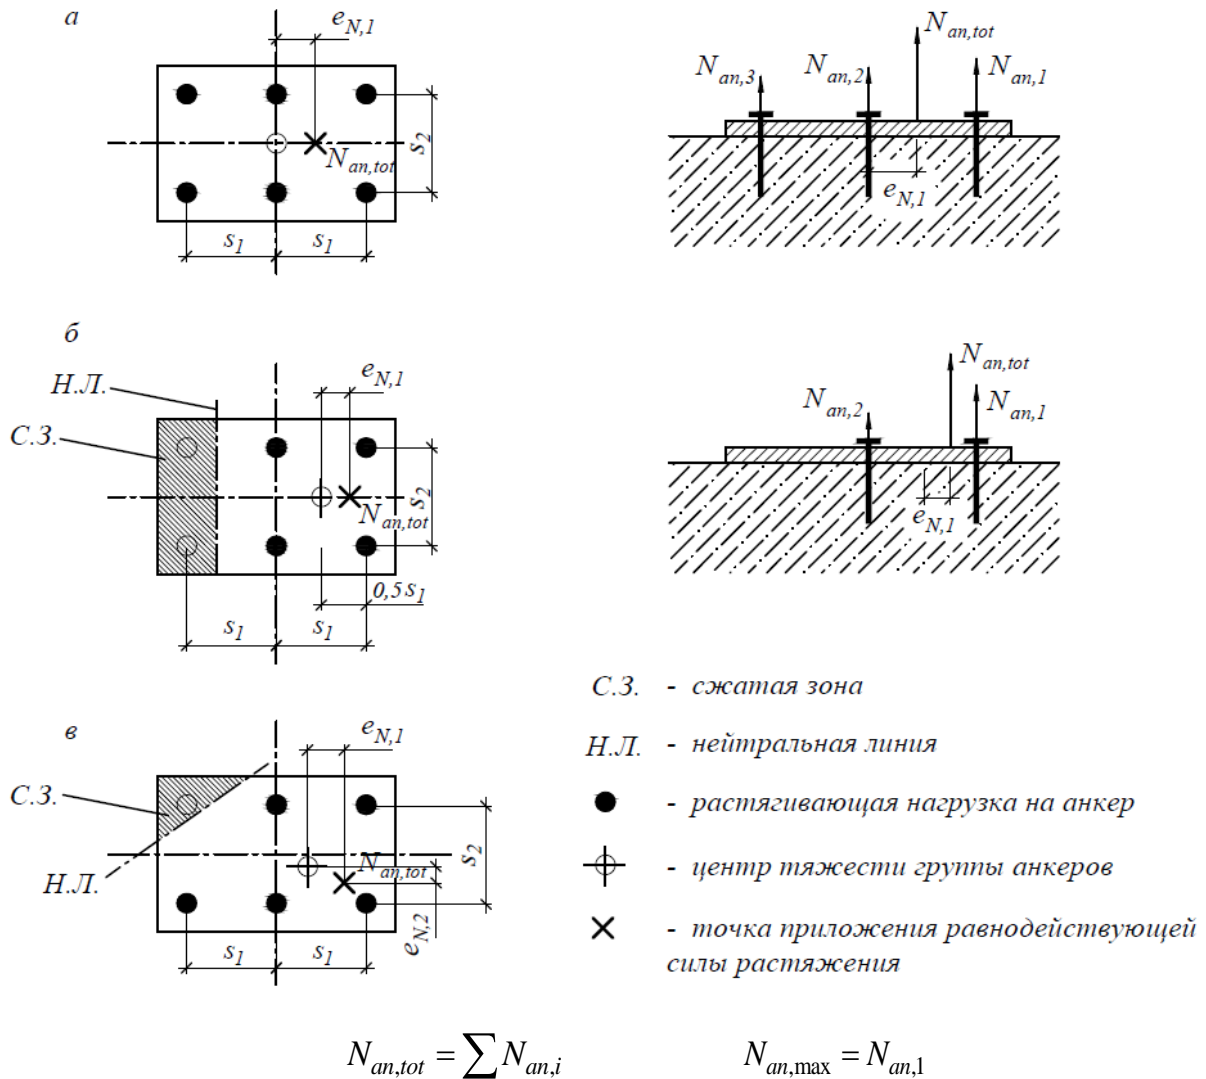 а
e_{N,1}
s_2
N_{an,tot}
s_1 s_1
N_{an,tot}
N_{an,3} N_{an,2} N_{an,1}
e_{N,1}
б
Н.Л.
e_{N,1}
С.З.
s_2
N_{an,tot}
0,5 s_1
s_1 s_1
N_{an,tot}
N_{an,2} N_{an,1}
e_{N,1}
в
e_{N,1}
С.З.
N_{an,tot}
s_2
Н.Л.
e_{N,2}
s_1 s_1
С.З. - сжатая зона
Н.Л. - нейтральная линия
- растягивающая нагрузка на анкер
- центр тяжести группы анкеров
- точка приложения равнодействующей
силы растяжения
N_{an,tot} = ∑ N_{an,i} N_{an,max} = N_{an,1}